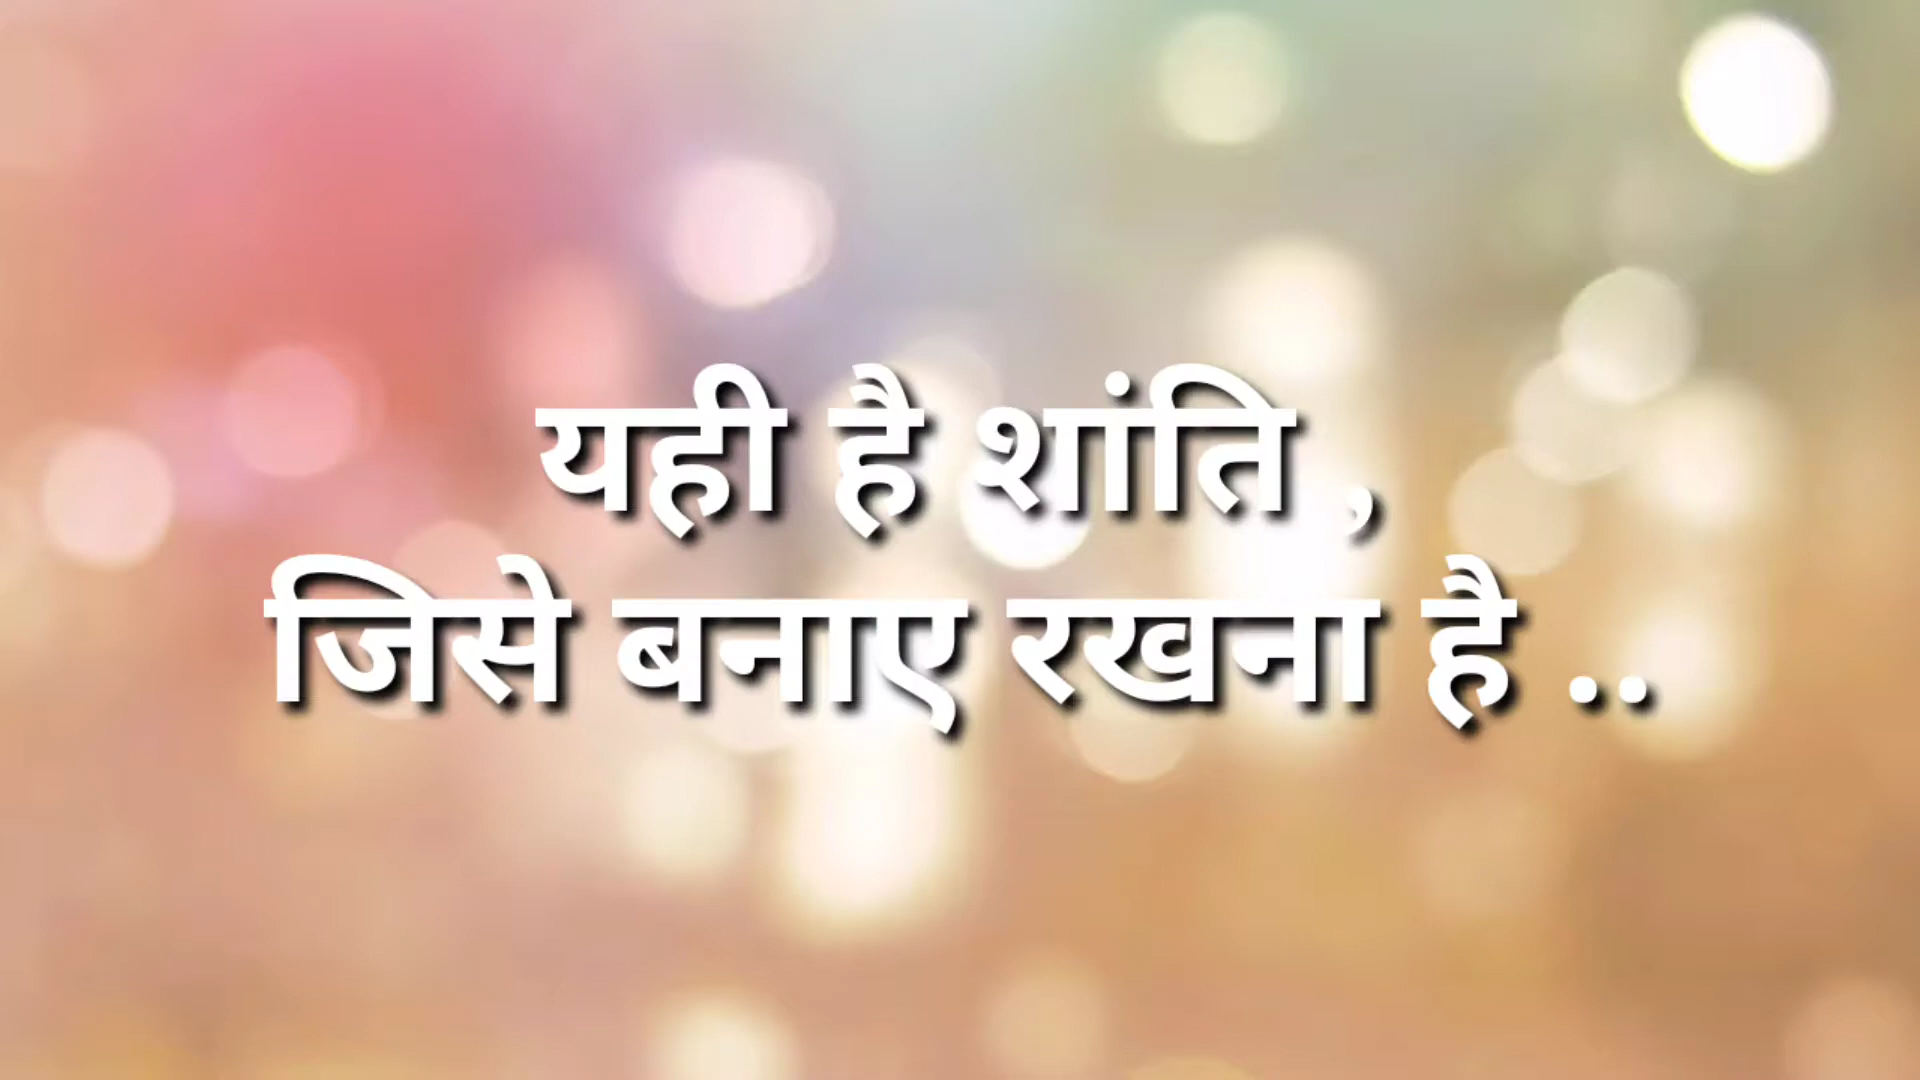 यही है शांति ,
जिसे बनाए रखना है ..